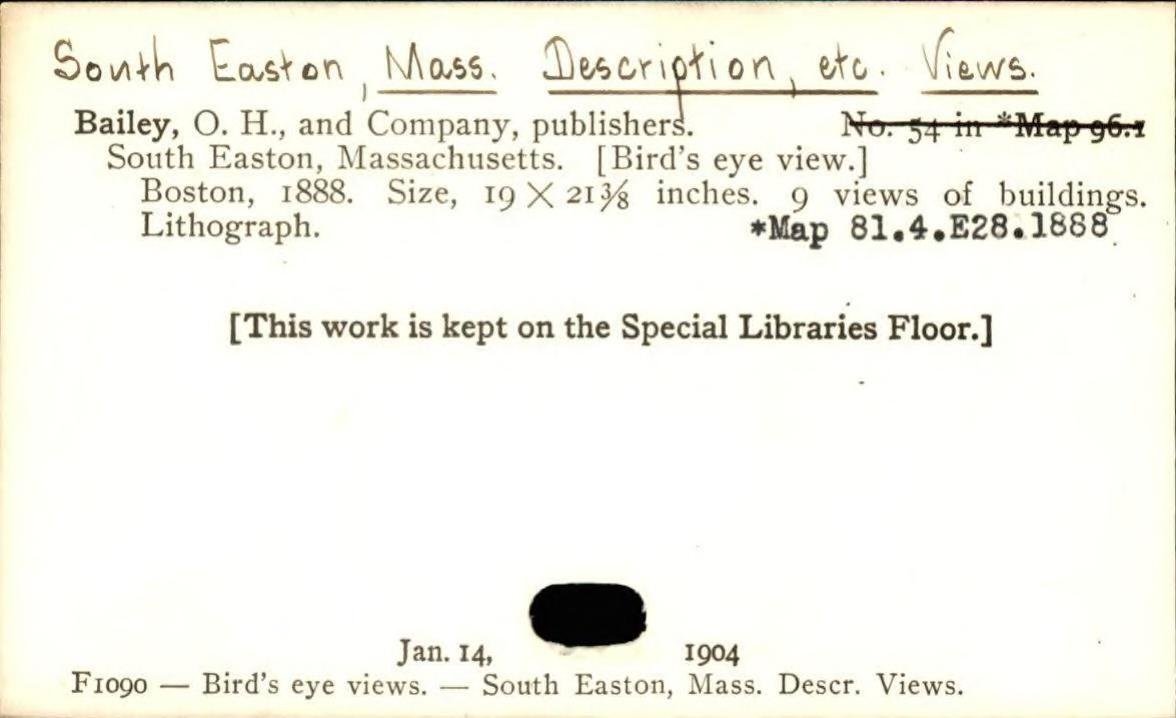 South Easton, Mass. Description, etc. Views.
Bailey, O. H., and Company, publishers. No. 54 in *Map 96.1
South Easton, Massachusetts. [Bird's eye view.]
Boston, 1888. Size, 19 X 21⅜ inches. 9 views of buildings.
Lithograph. *Map 81.4.E28.1888
[This work is kept on the Special Libraries Floor.]
Jan. 14, 1904
F1090 — Bird's eye views. — South Easton, Mass. Descr. Views.